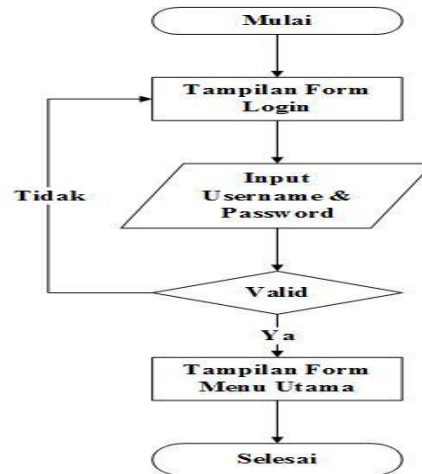 Mulai
Tampilan Form
Login
Input
Username &
Password
Tidak
Valid
Ya
Tampilan Form
Menu Utama
Selesai